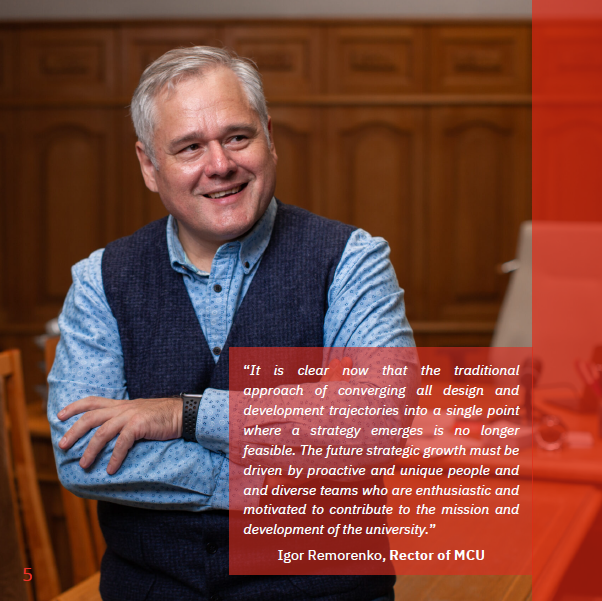 “It is clear now that the traditional
approach of converging all design and
development trajectories into a single point
where a strategy emerges is no longer
feasible. The future strategic growth must be
driven by proactive and unique people and
and diverse teams who are enthusiastic and
motivated to contribute to the mission and
development of the university.”
Igor Remorenko, Rector of MCU
5